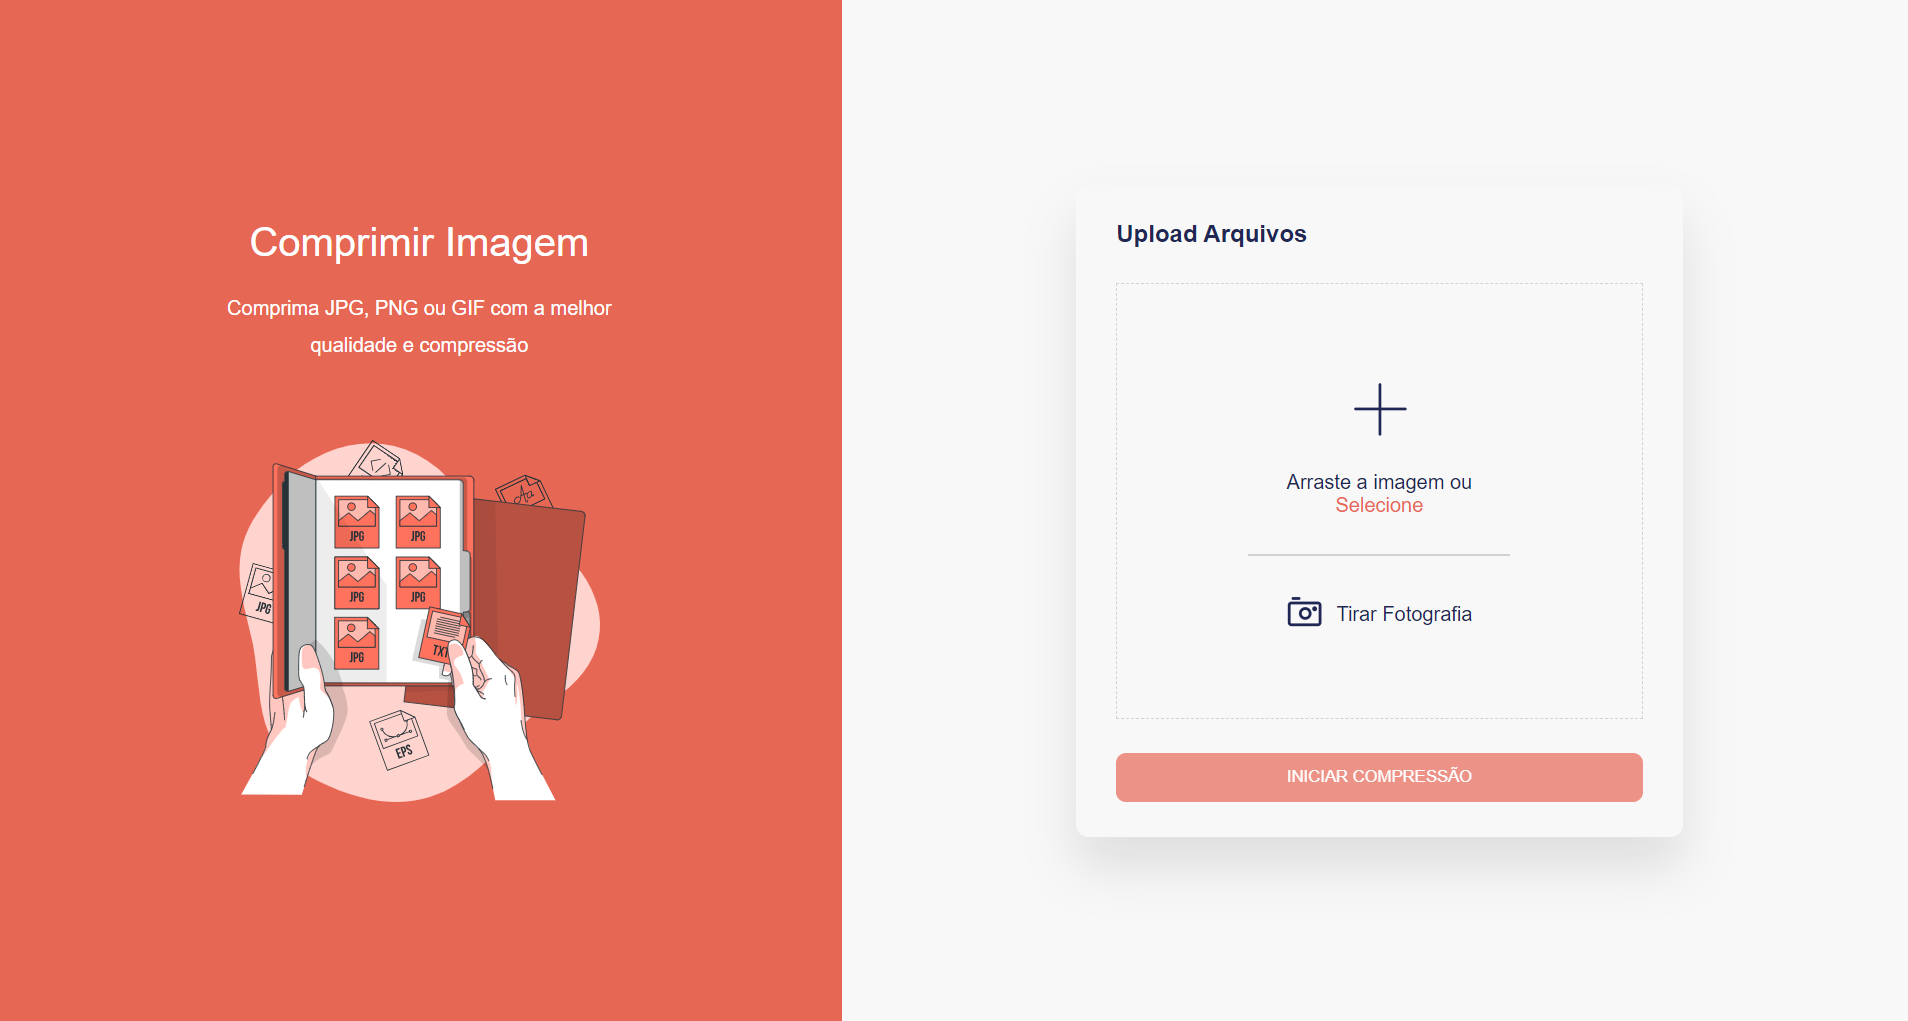 Comprimir Imagem
Comprima JPG, PNG ou GIF com a melhor
qualidade e compressão
Aa
JPG
JPG
JPG
JPG
JPG
JPG
TXT
EPS
Upload Arquivos
Arraste a imagem ou
Selecione
Tirar Fotografia
INICIAR COMPRESSÃO